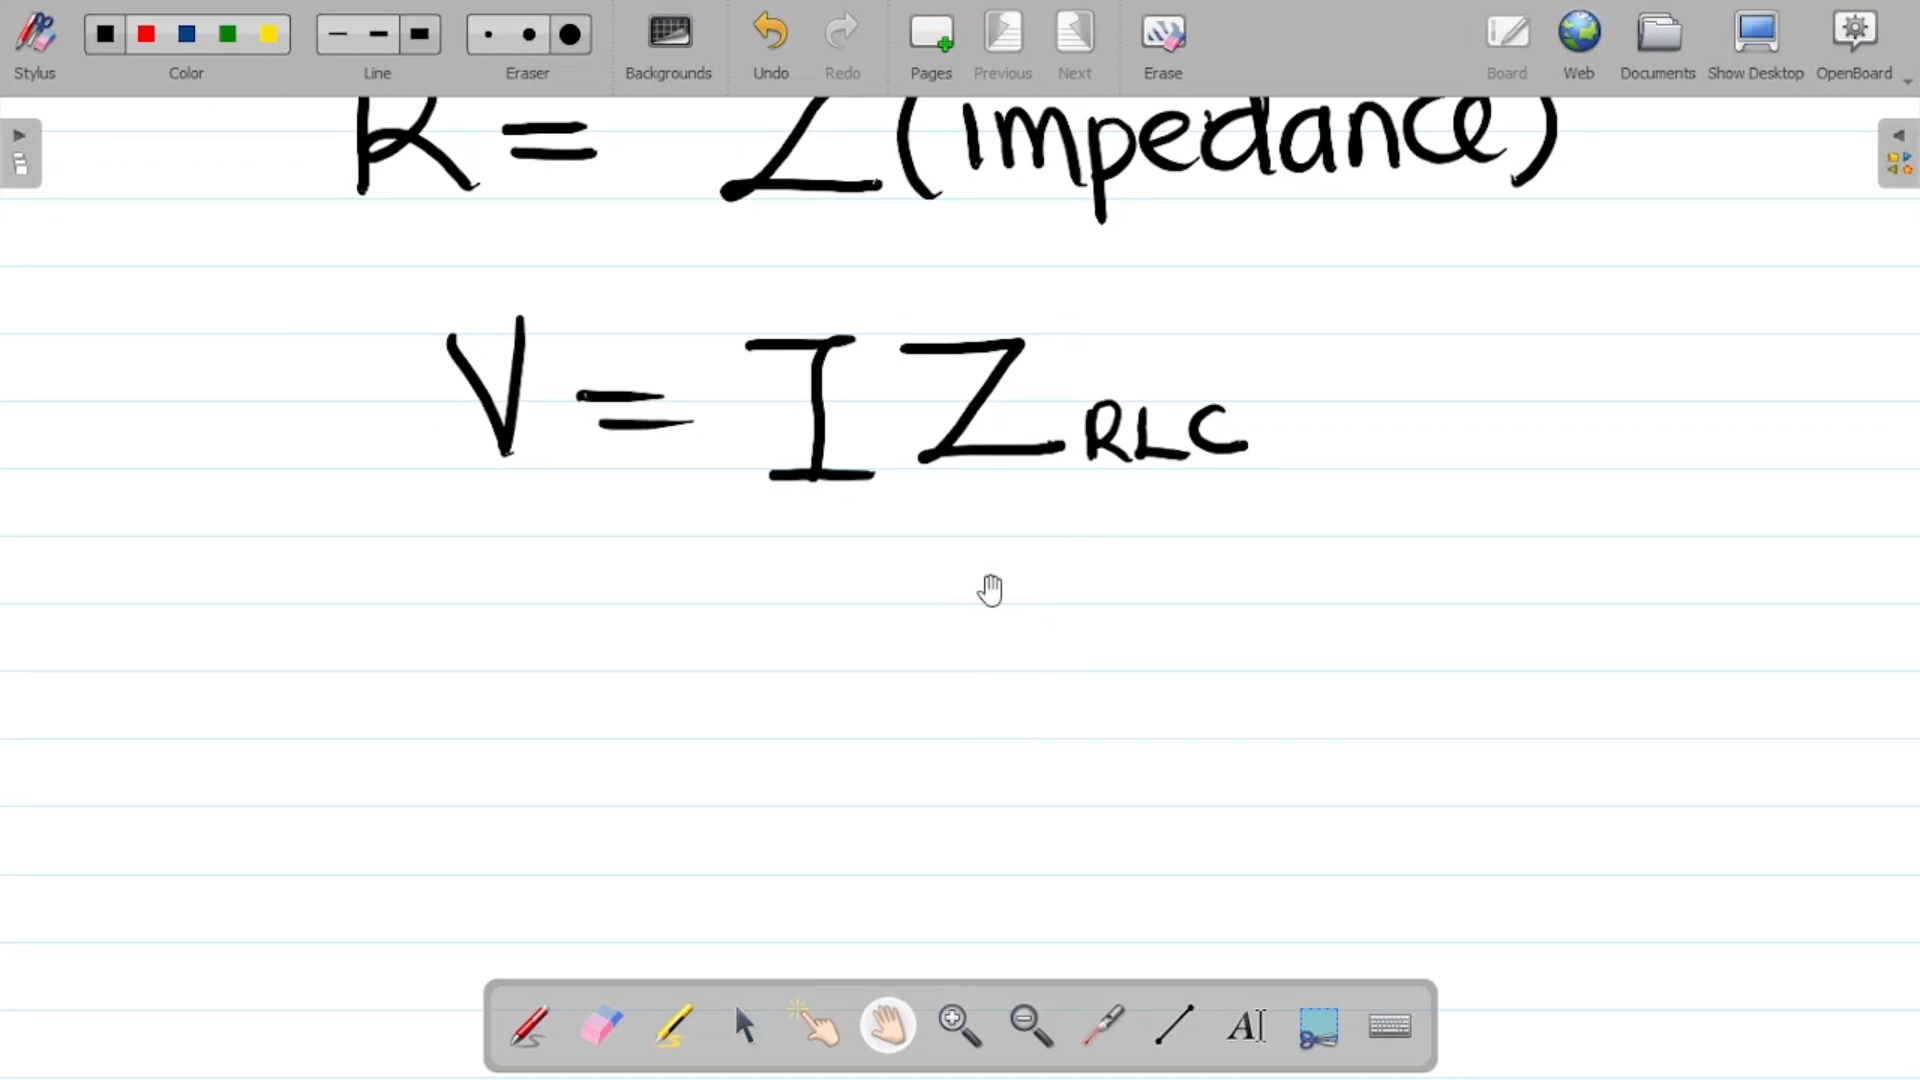 Stylus Color Line Eraser Backgrounds Undo Redo Pages Previous Next Erase Board Web Documents Show Desktop OpenBoard
R = Z (impedance)
V = I Z RLC